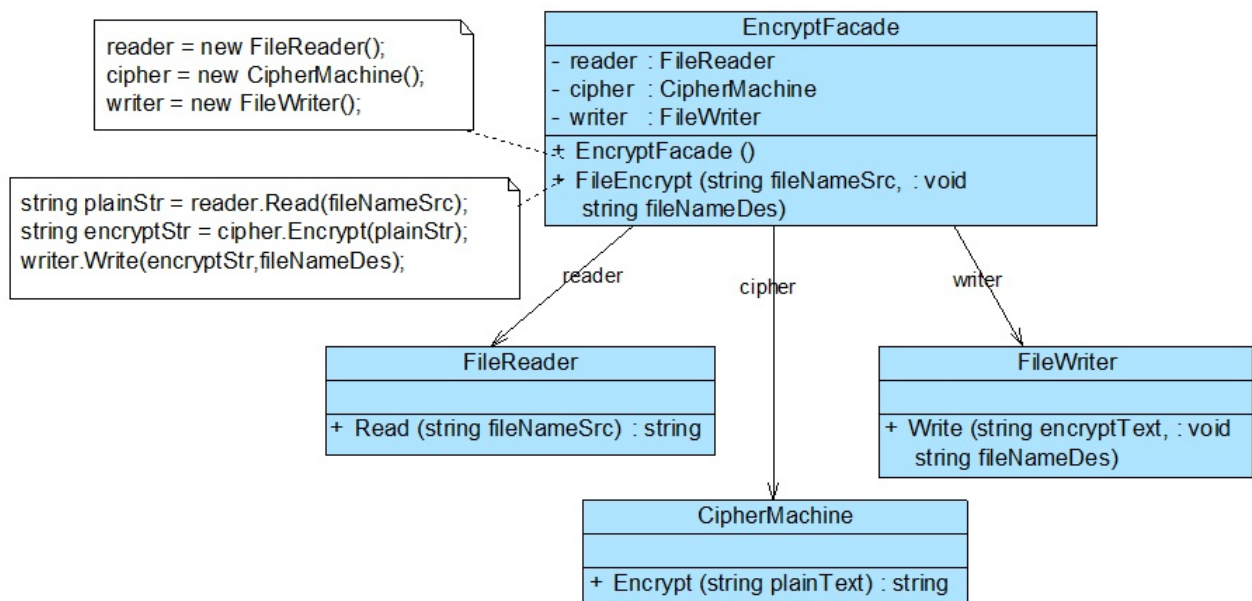 reader = new FileReader();
cipher = new CipherMachine();
writer = new FileWriter();
EncryptFacade
- reader : FileReader
- cipher : CipherMachine
- writer : FileWriter
+ EncryptFacade ()
+ FileEncrypt (string fileNameSrc, : void
string fileNameDes)
string plainStr = reader.Read(fileNameSrc);
string encryptStr = cipher.Encrypt(plainStr);
writer.Write(encryptStr,fileNameDes);
reader
cipher
writer
FileReader
+ Read (string fileNameSrc) : string
FileWriter
+ Write (string encryptText, : void
string fileNameDes)
CipherMachine
+ Encrypt (string plainText) : string